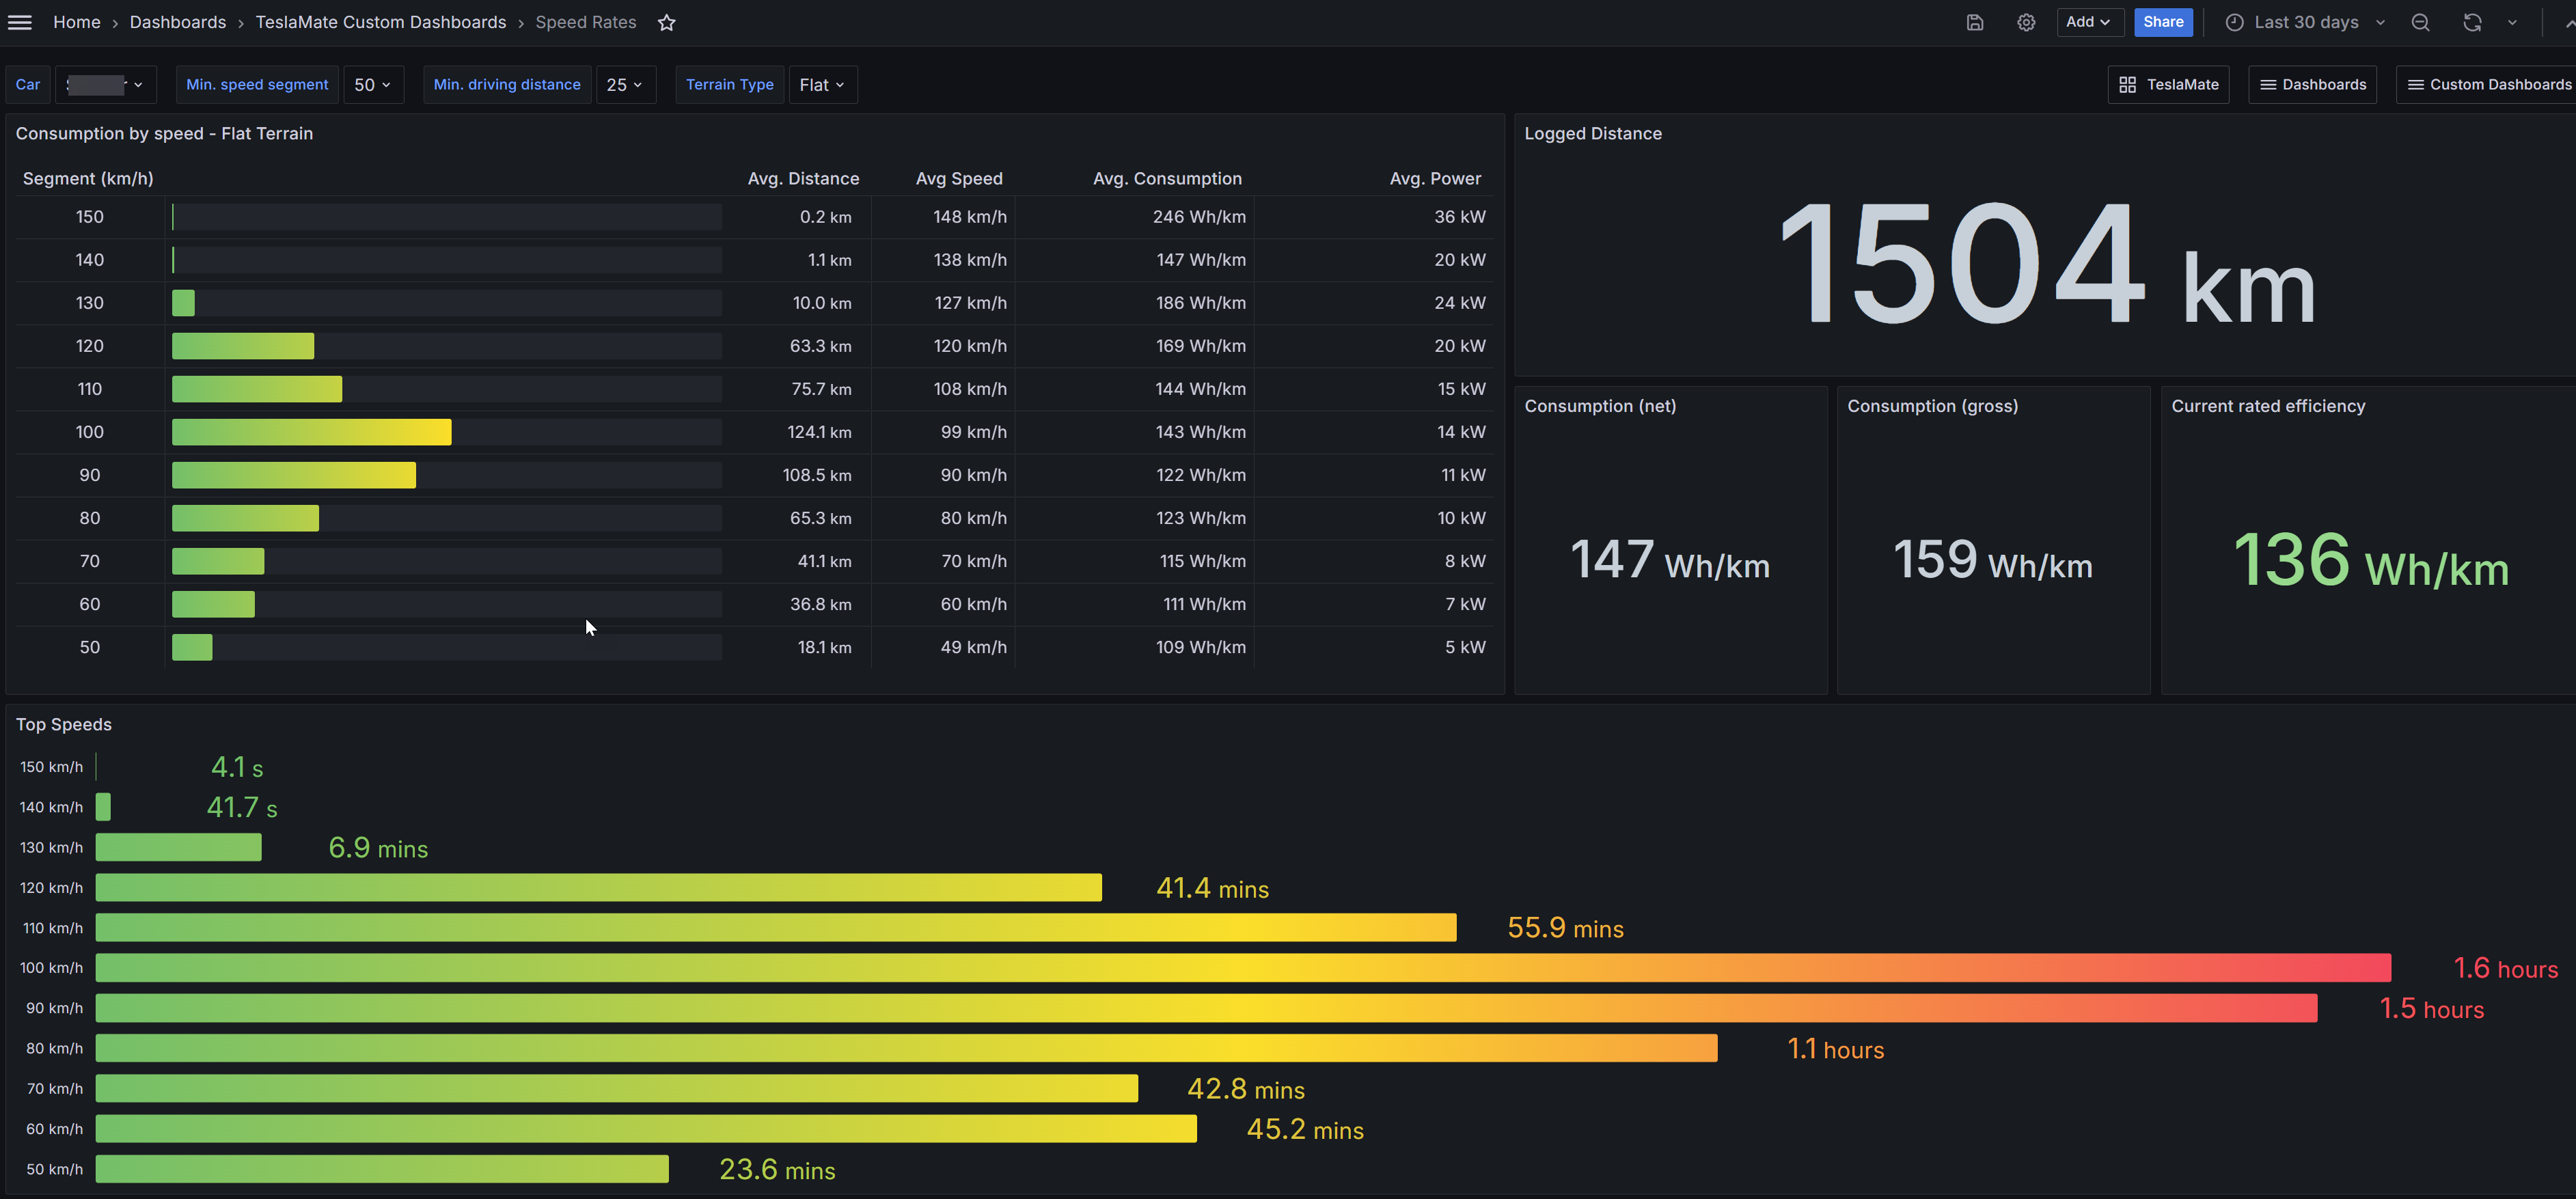 Home › Dashboards › TeslaMate Custom Dashboards › Speed Rates
Add
Share
Last 30 days
Car
Min. speed segment 50
Min. driving distance 25
Terrain Type Flat
TeslaMate
Dashboards
Custom Dashboards
Consumption by speed - Flat Terrain
Segment (km/h) Avg. Distance Avg Speed Avg. Consumption Avg. Power
150 0.2 km 148 km/h 246 Wh/km 36 kW
140 1.1 km 138 km/h 147 Wh/km 20 kW
130 10.0 km 127 km/h 186 Wh/km 24 kW
120 63.3 km 120 km/h 169 Wh/km 20 kW
110 75.7 km 108 km/h 144 Wh/km 15 kW
100 124.1 km 99 km/h 143 Wh/km 14 kW
90 108.5 km 90 km/h 122 Wh/km 11 kW
80 65.3 km 80 km/h 123 Wh/km 10 kW
70 41.1 km 70 km/h 115 Wh/km 8 kW
60 36.8 km 60 km/h 111 Wh/km 7 kW
50 18.1 km 49 km/h 109 Wh/km 5 kW
Logged Distance
1504 km
Consumption (net)
147 Wh/km
Consumption (gross)
159 Wh/km
Current rated efficiency
136 Wh/km
Top Speeds
150 km/h 4.1 s
140 km/h 41.7 s
130 km/h 6.9 mins
120 km/h 41.4 mins
110 km/h 55.9 mins
100 km/h 1.6 hours
90 km/h 1.5 hours
80 km/h 1.1 hours
70 km/h 42.8 mins
60 km/h 45.2 mins
50 km/h 23.6 mins